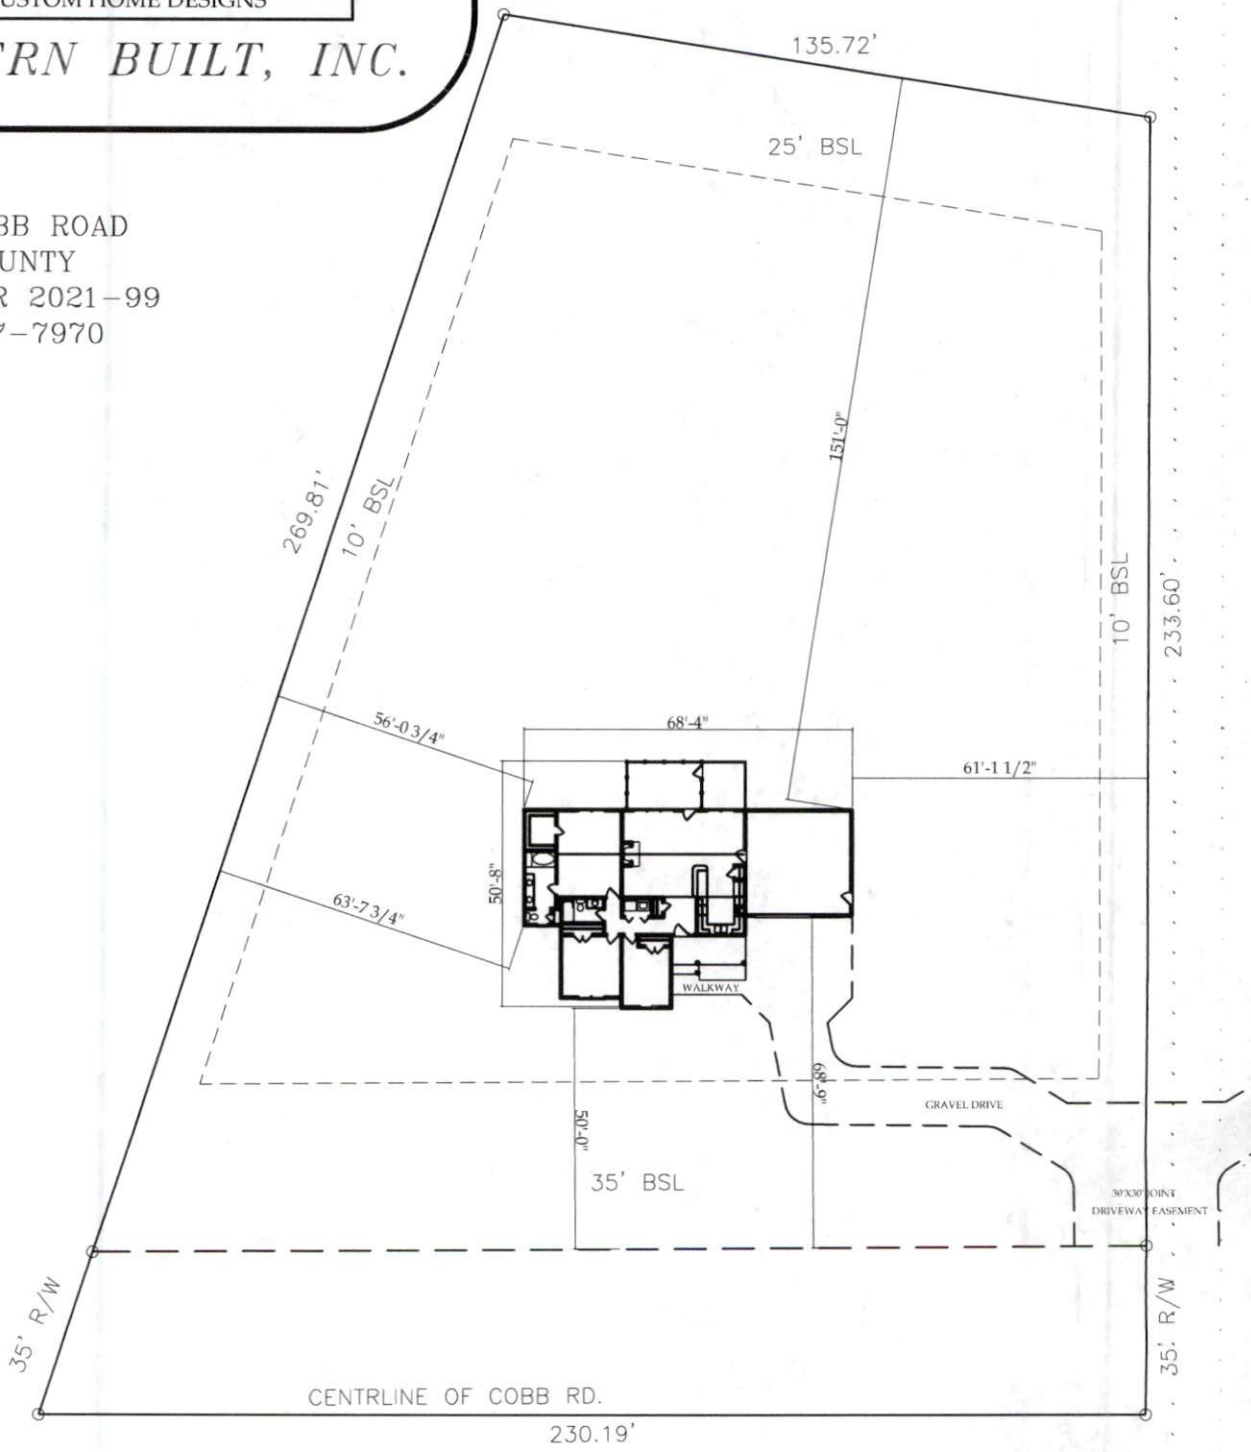 CUSTOM HOME DESIGNS
ERN BUILT, INC.
BB ROAD
UNTY
R 2021-99
7-7970
135.72'
25' BSL
151'-0"
269.81'
10' BSL
10' BSL
233.60'
56'-0 3/4"
68'-4"
61'-1 1/2"
50'-8"
63'-7 3/4"
WALKWAY
68'-9"
GRAVEL DRIVE
50'-0"
35' BSL
30'X30' JOINT
DRIVEWAY EASEMENT
35' R/W
35' R/W
CENTRLINE OF COBB RD.
230.19'